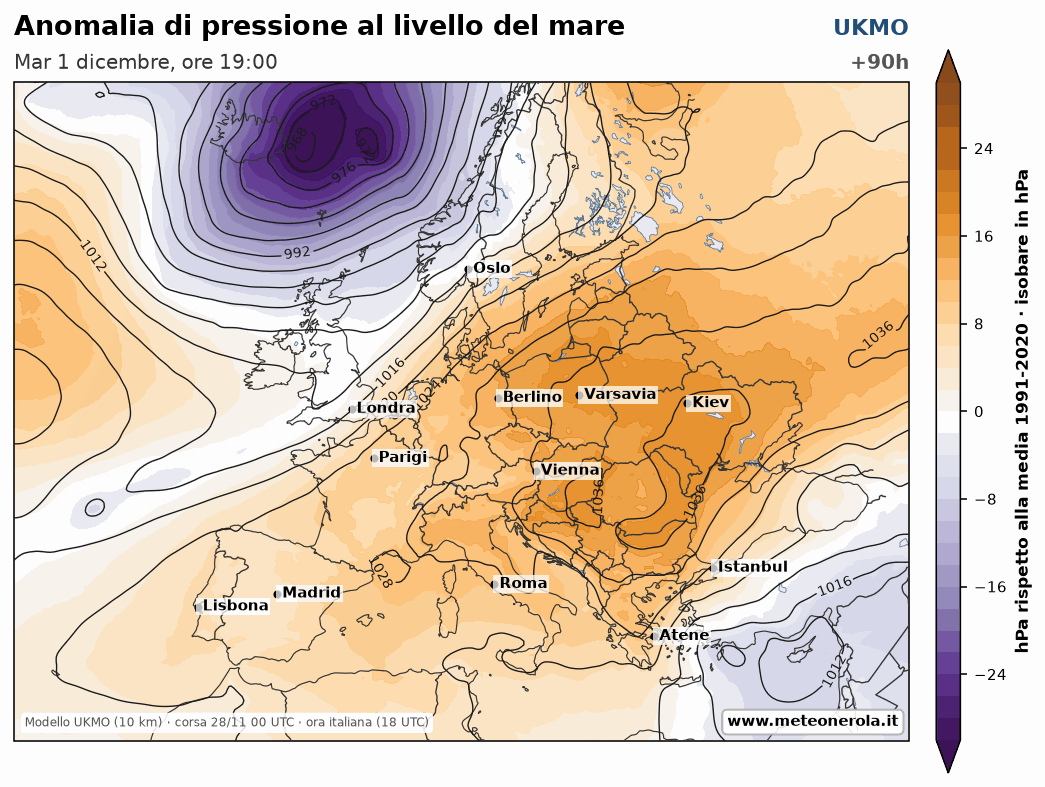 Anomalia di pressione al livello del mare
UKMO
Mar 1 dicembre, ore 19:00
+90h
972
968
976
992
1012
Oslo
1036
1016
1024
Berlino
Varsavia
Kiev
Londra
Parigi
Vienna
1036
1036
Istanbul
1028
Roma
1016
Madrid
Lisbona
Atene
1012
Modello UKMO (10 km) · corsa 28/11 00 UTC · ora italiana (18 UTC)
www.meteonerola.it
24
16
8
0
−8
−16
−24
hPa rispetto alla media 1991-2020 · isobare in hPa